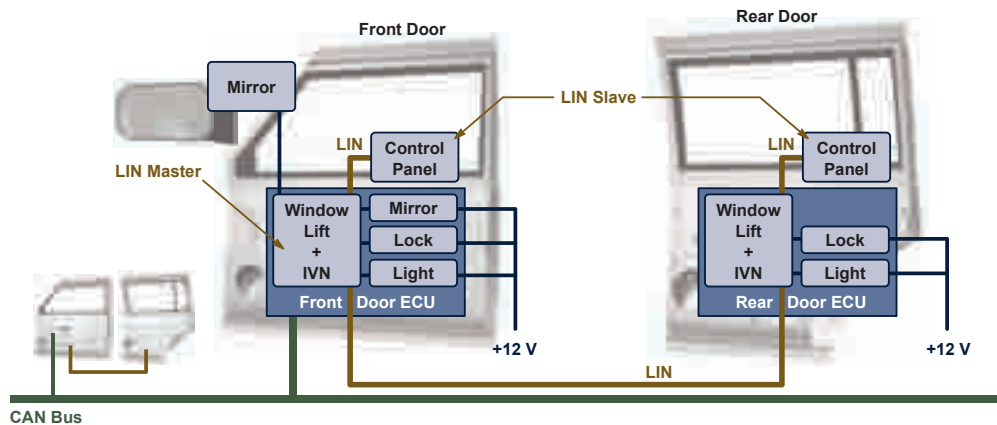 Front Door
Rear Door
Mirror
LIN Slave
LIN
Control
Panel
LIN
Control
Panel
LIN Master
Window
Lift
+
IVN
Mirror
Lock
Light
Front Door ECU
Window
Lift
+
IVN
Lock
Light
Rear Door ECU
+12 V
+12 V
LIN
CAN Bus